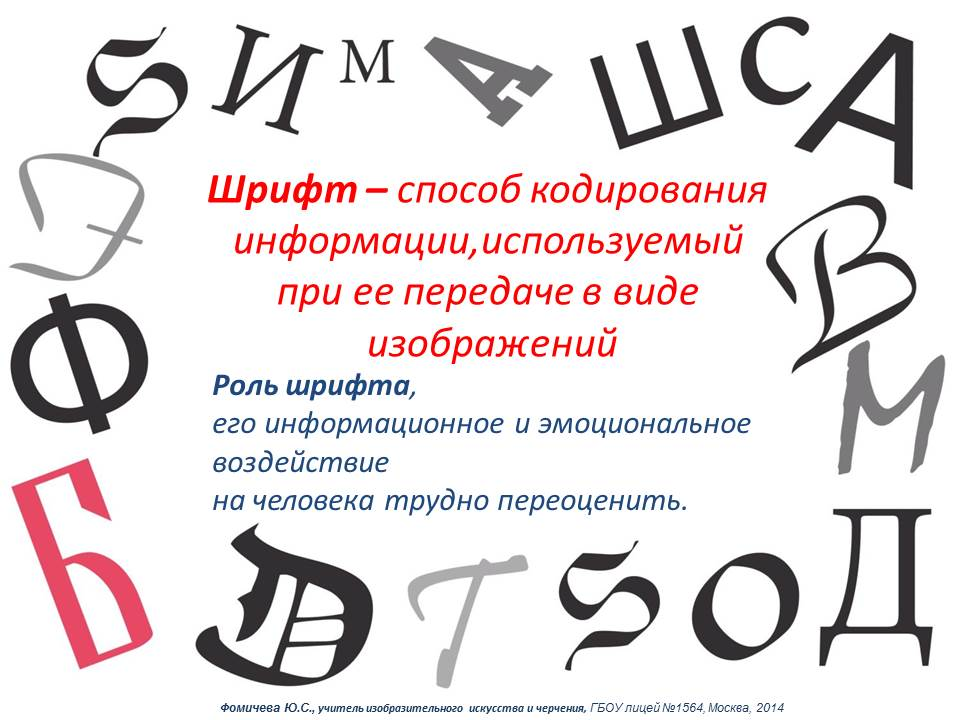 S И М А Ш С А
Шрифт – способ кодирования
информации,используемый
при ее передаче в виде
изображений
Роль шрифта,
его информационное и эмоциональное
воздействие
на человека трудно переоценить.
Э
Ф
Б
В
М
D Т S О Д
Фомичева Ю.С., учитель изобразительного искусства и черчения, ГБОУ лицей №1564, Москва, 2014